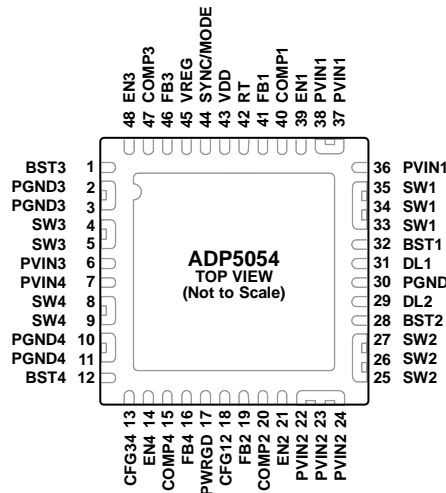 48 EN3
47 COMP3
46 FB3
45 VREG
44 SYNC/MODE
43 VDD
42 RT
41 FB1
40 COMP1
39 EN1
38 PVIN1
37 PVIN1
BST3 1
PGND3 2
PGND3 3
SW3 4
SW3 5
PVIN3 6
PVIN4 7
SW4 8
SW4 9
PGND4 10
PGND4 11
BST4 12
ADP5054
TOP VIEW
(Not to Scale)
36 PVIN1
35 SW1
34 SW1
33 SW1
32 BST1
31 DL1
30 PGND
29 DL2
28 BST2
27 SW2
26 SW2
25 SW2
CFG34 13
EN4 14
COMP4 15
FB4 16
PWRGD 17
CFG12 18
FB2 19
COMP2 20
EN2 21
PVIN2 22
PVIN2 23
PVIN2 24